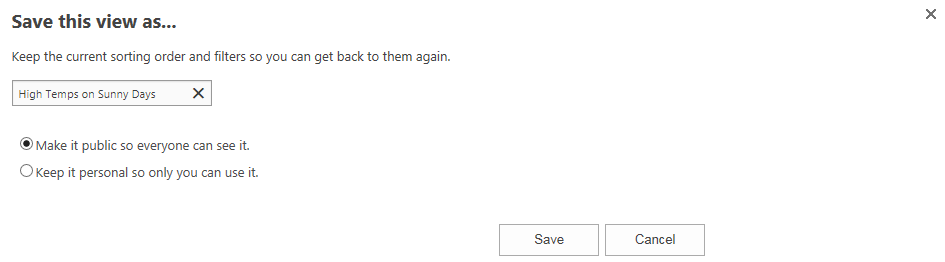 Save this view as...
Keep the current sorting order and filters so you can get back to them again.
High Temps on Sunny Days
Make it public so everyone can see it.
Keep it personal so only you can use it.
Save Cancel